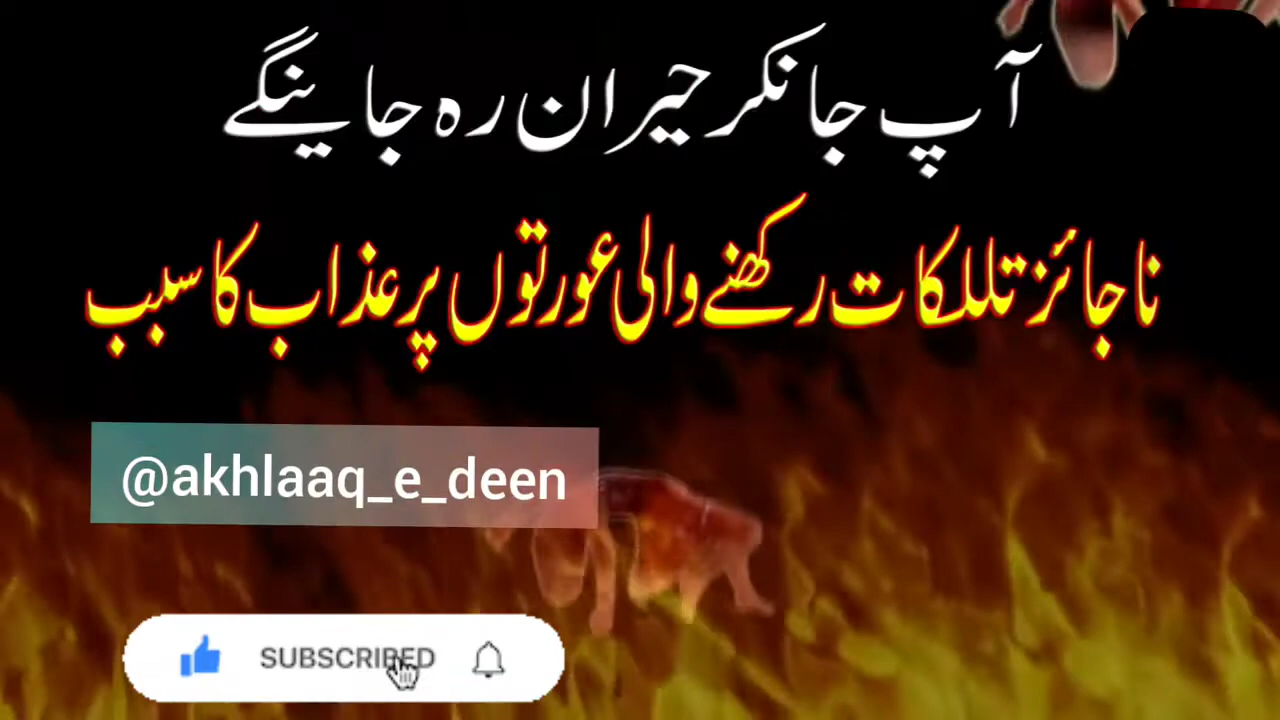 آپ جانکر حیران رہ جاینگے
ناجائز تللکات رکھنے والی عورتوں پر عذاب کا سبب
@akhlaaq_e_deen
SUBSCRIBED